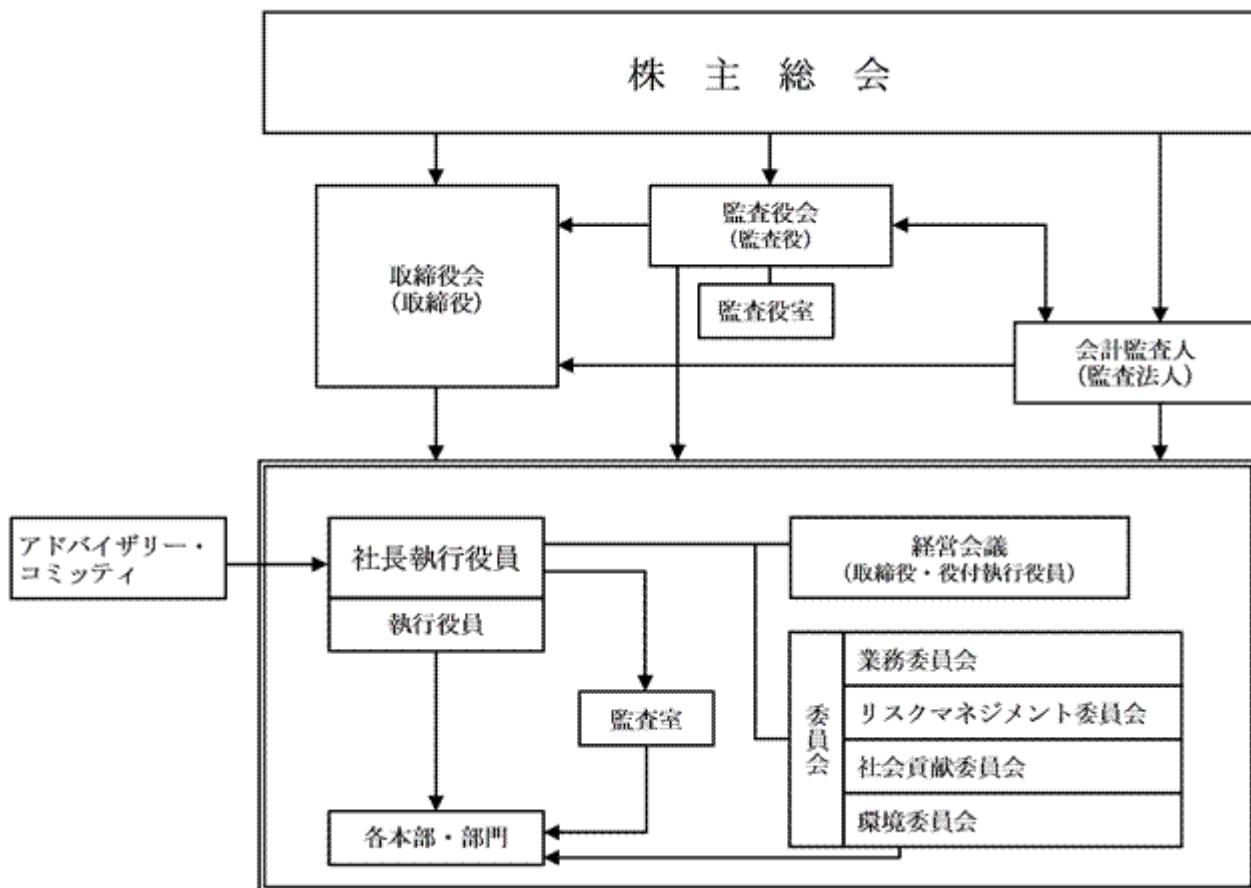 株主総会
監査役会
(監査役)
取締役会
(取締役)
監査役室
会計監査人
(監査法人)
アドバイザリー・
コミッティ
社長執行役員
執行役員
経営会議
(取締役・役付執行役員)
監査室
委員会
業務委員会
リスクマネジメント委員会
社会貢献委員会
環境委員会
各本部・部門